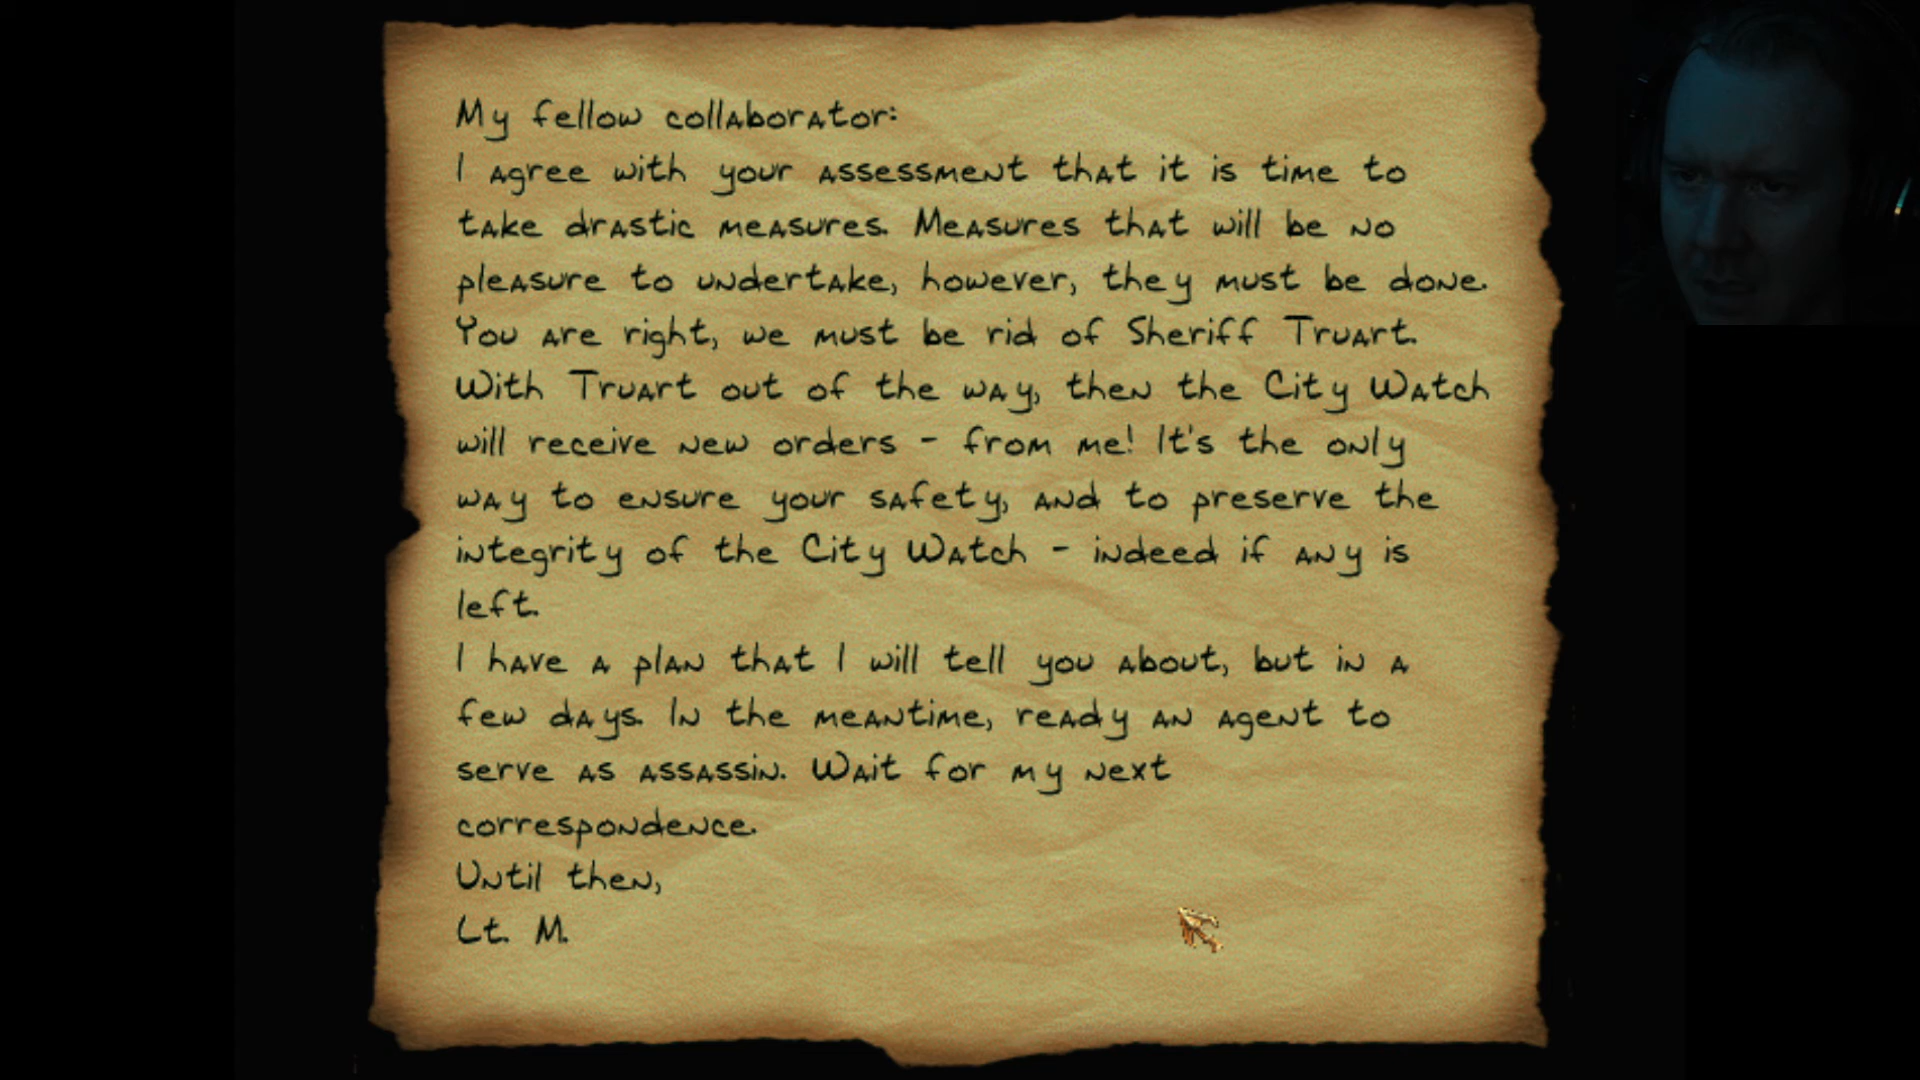 My fellow collaborator:
I agree with your assessment that it is time to
take drastic measures. Measures that will be no
pleasure to undertake, however, they must be done.
You are right, we must be rid of Sheriff Truart.
With Truart out of the way, then the City Watch
will receive new orders - from me! It's the only
way to ensure your safety, and to preserve the
integrity of the City Watch - indeed if any is
left.
I have a plan that I will tell you about, but in a
few days. In the meantime, ready an agent to
serve as assassin. Wait for my next
correspondence.
Until then,
Lt. M.